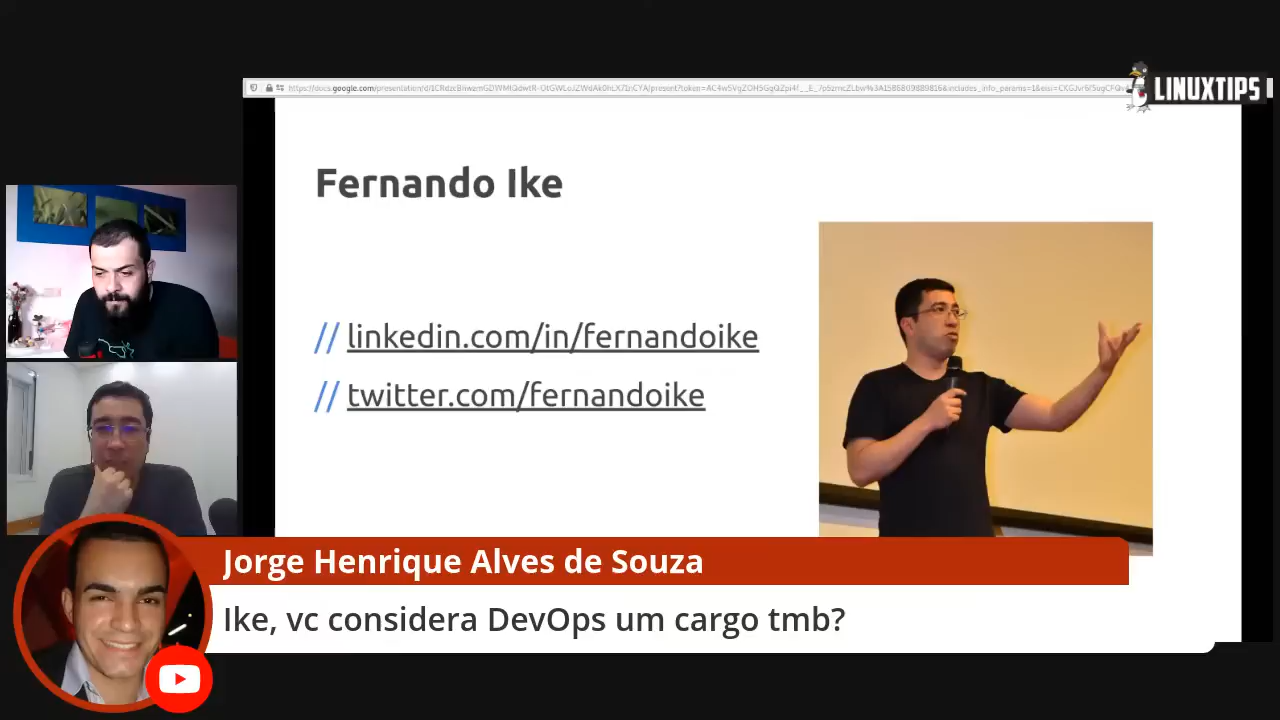 LINUXTIPS
Fernando Ike
// linkedin.com/in/fernandoike
// twitter.com/fernandoike
Jorge Henrique Alves de Souza
Ike, vc considera DevOps um cargo tmb?